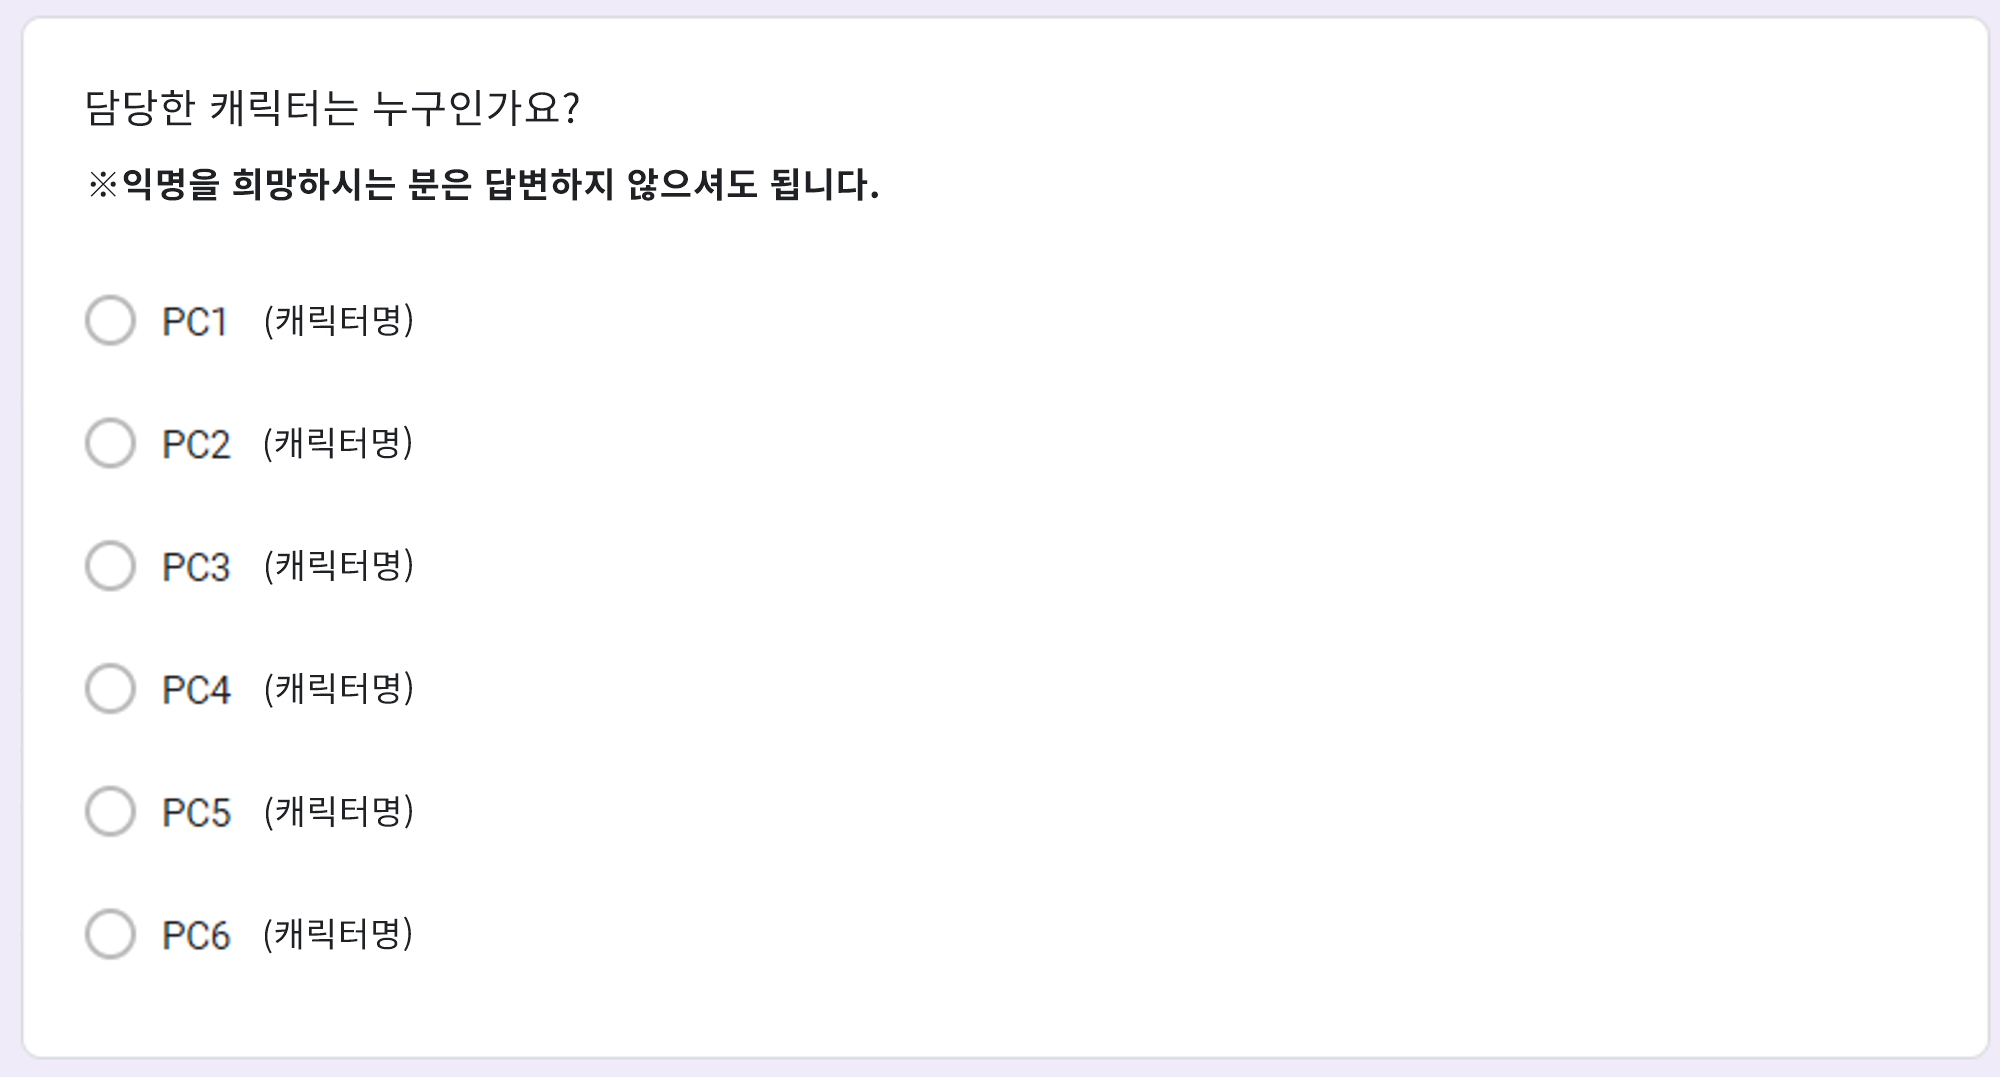 담당한 캐릭터는 누구인가요?
※익명을 희망하시는 분은 답변하지 않으셔도 됩니다.
PC1 (캐릭터명)
PC2 (캐릭터명)
PC3 (캐릭터명)
PC4 (캐릭터명)
PC5 (캐릭터명)
PC6 (캐릭터명)